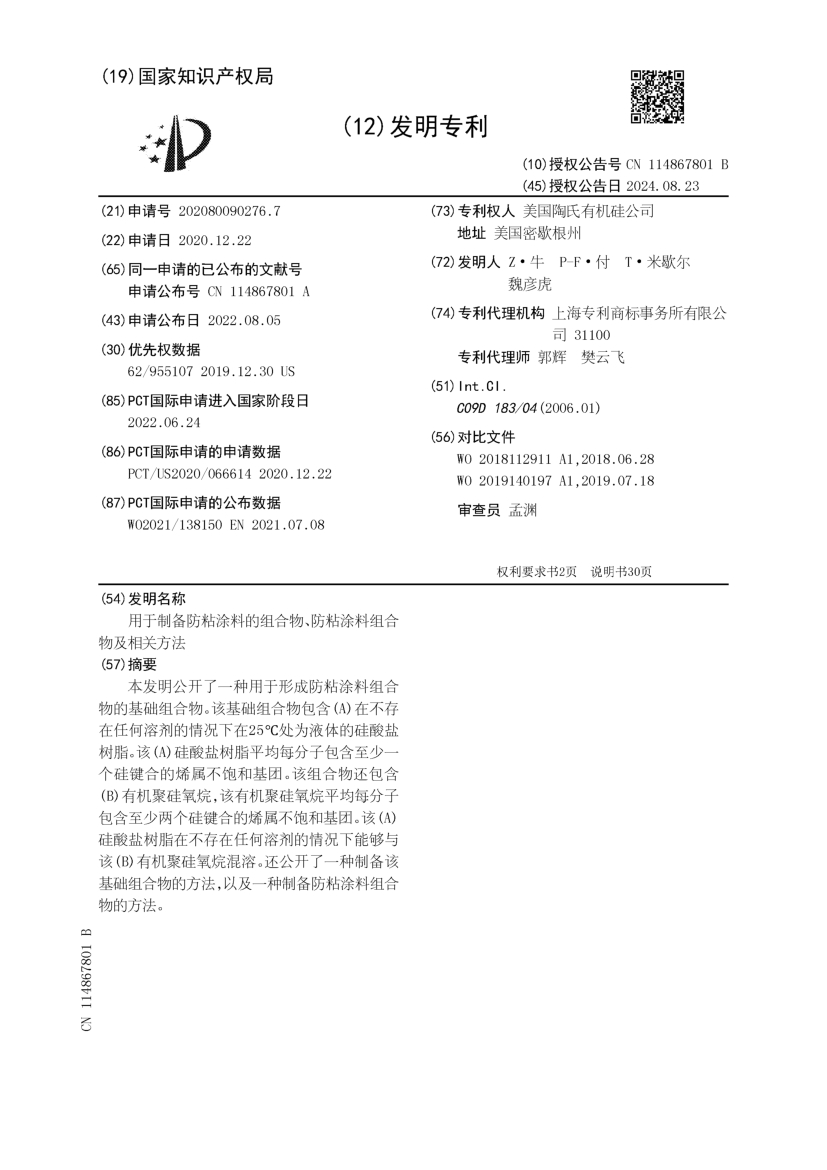 (19)国家知识产权局
(12)发明专利
(10)授权公告号 CN 114867801 B
(45)授权公告日 2024.08.23
(21)申请号 202080090276.7
(22)申请日 2020.12.22
(65)同一申请的已公布的文献号
申请公布号 CN 114867801 A
(43)申请公布日 2022.08.05
(30)优先权数据
62/955107 2019.12.30 US
(85)PCT国际申请进入国家阶段日
2022.06.24
(86)PCT国际申请的申请数据
PCT/US2020/066614 2020.12.22
(87)PCT国际申请的公布数据
WO2021/138150 EN 2021.07.08
(73)专利权人 美国陶氏有机硅公司
地址 美国密歇根州
(72)发明人 Z·牛 P-F·付 T·米歇尔
魏彦虎
(74)专利代理机构 上海专利商标事务所有限公
司 31100
专利代理师 郭辉 樊云飞
(51)Int.Cl.
C09D 183/04(2006.01)
(56)对比文件
WO 2018112911 A1,2018.06.28
WO 2019140197 A1,2019.07.18
审查员 孟渊
权利要求书2页 说明书30页
(54)发明名称
用于制备防粘涂料的组合物、防粘涂料组合
物及相关方法
(57)摘要
本发明公开了一种用于形成防粘涂料组合
物的基础组合物。该基础组合物包含(A)在不存
在任何溶剂的情况下在25℃处为液体的硅酸盐
树脂。该(A)硅酸盐树脂平均每分子包含至少一
个硅键合的烯属不饱和基团。该组合物还包含
(B)有机聚硅氧烷,该有机聚硅氧烷平均每分子
包含至少两个硅键合的烯属不饱和基团。该(A)
硅酸盐树脂在不存在任何溶剂的情况下能够与
该(B)有机聚硅氧烷混溶。还公开了一种制备该
基础组合物的方法,以及一种制备防粘涂料组合
物的方法。
CN 114867801 B